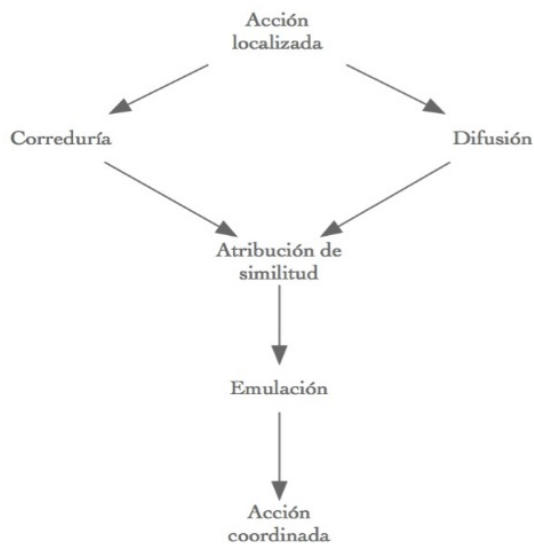 Acción
localizada
Correduría
Difusión
Atribución de
similitud
Emulación
Acción
coordinada